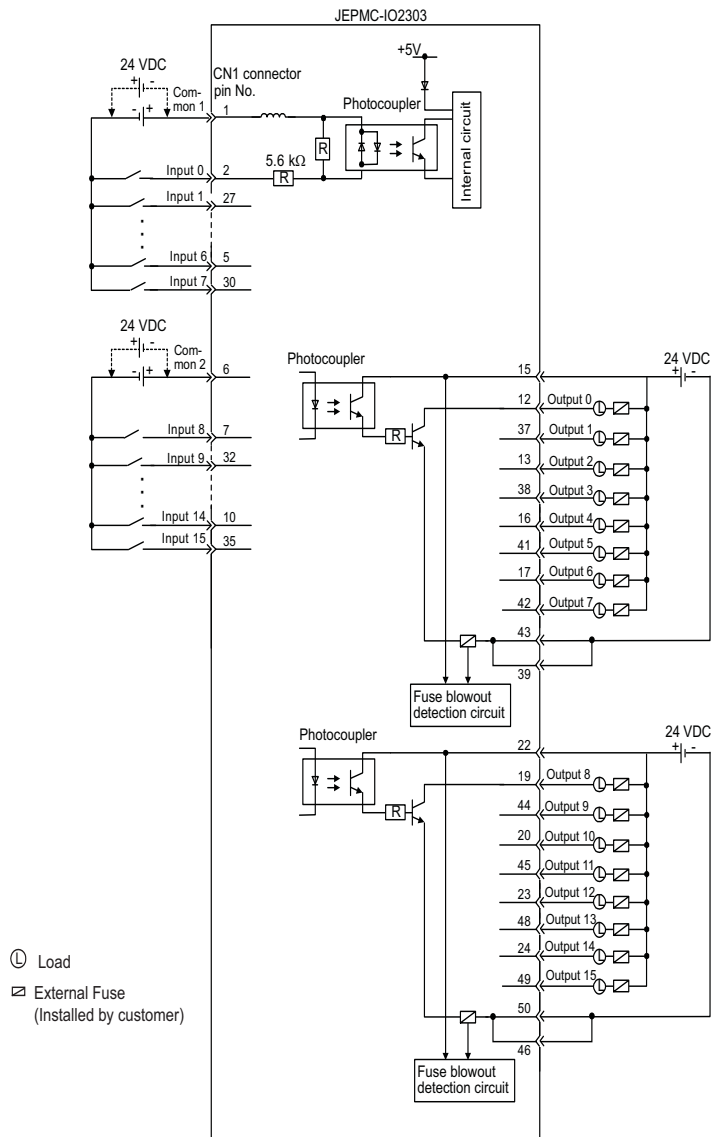 JEPMC-IO2303
24 VDC
+ -
- +
Com-
mon 1
CN1 connector
pin No.
1
+5V
Photocoupler
Internal circuit
R
5.6 kΩ
R
Input 0 2
Input 1 27
Input 6 5
Input 7 30
24 VDC
+ -
- +
Com-
mon 2
6
Input 8 7
Input 9 32
Input 14 10
Input 15 35
Photocoupler
R
15
24 VDC
+ -
12 Output 0 L
37 Output 1 L
13 Output 2 L
38 Output 3 L
16 Output 4 L
41 Output 5 L
17 Output 6 L
42 Output 7 L
43
39
Fuse blowout
detection circuit
Photocoupler
R
22
24 VDC
+ -
19 Output 8 L
44 Output 9 L
20 Output 10 L
45 Output 11 L
23 Output 12 L
48 Output 13 L
24 Output 14 L
49 Output 15 L
50
46
Fuse blowout
detection circuit
L Load
External Fuse
(Installed by customer)